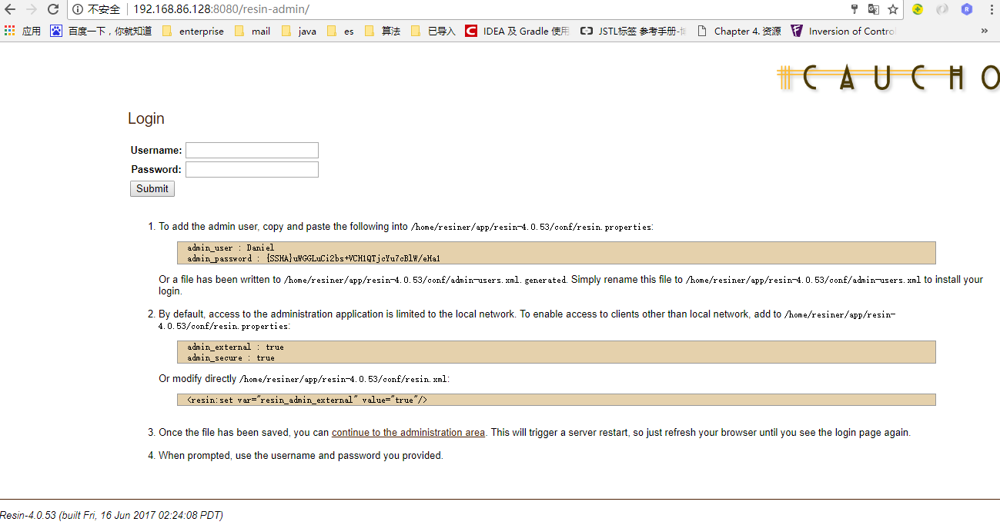 不安全 192.168.86.128:8080/resin-admin/
应用 百度一下，你就知道 enterprise mail java es 算法 已导入 IDEA 及 Gradle 使用 JSTL标签 参考手册- Chapter 4. 资源 Inversion of Contro »
CAUCHO
Login
Username:
Password:
Submit
1. To add the admin user, copy and paste the following into /home/resiner/app/resin-4.0.53/conf/resin.properties:
admin_user : Daniel
admin_password : {SSHA}uWGGLuCi2bs+VCH1QTjcYu7cBlW/eHa1
Or a file has been written to /home/resiner/app/resin-4.0.53/conf/admin-users.xml.generated. Simply rename this file to /home/resiner/app/resin-4.0.53/conf/admin-users.xml to install your
login.
2. By default, access to the administration application is limited to the local network. To enable access to clients other than local network, add to /home/resiner/app/resin-
4.0.53/conf/resin.properties:
admin_external : true
admin_secure : true
Or modify directly /home/resiner/app/resin-4.0.53/conf/resin.xml:
<resin:set var="resin_admin_external" value="true"/>
3. Once the file has been saved, you can continue to the administration area. This will trigger a server restart, so just refresh your browser until you see the login page again.
4. When prompted, use the username and password you provided.
Resin-4.0.53 (built Fri, 16 Jun 2017 02:24:08 PDT)